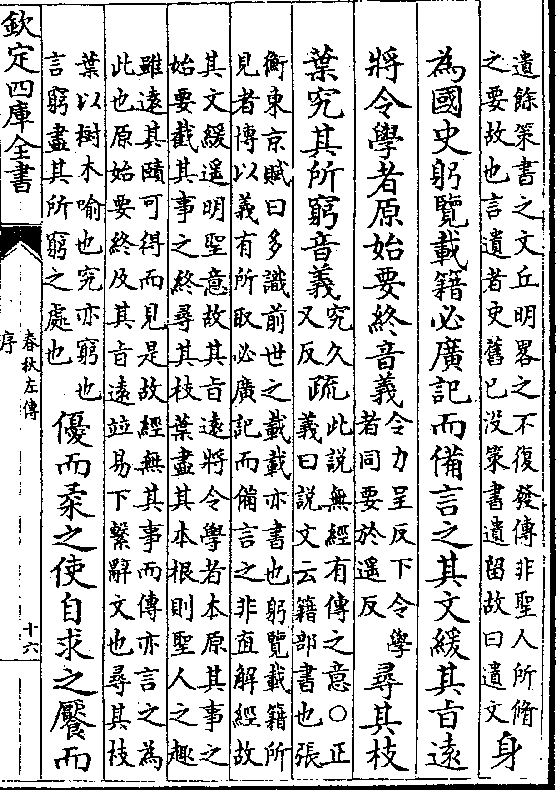 遺餘策書之文丘明畧之不復發傳非聖人所脩
之要故也言遺者史舊已没策書遺留故曰遺文
身
為國史躬覽載籍必廣記而備言之其文緩其㫖遠
將令學者原始要終音義
令力呈反下令學
者同要於遥反
尋其枝
葉究其所窮音義
究久
又反
疏
此説無經有傳之意○正
義曰説文云籍部書也張
衡東京賦曰多識前世之載載亦書也躬覽載籍所
見者博以義有所取必廣記而備言之非直解經故
其文緩遥明聖意故其㫖遠將令學者本原其事之
始要截其事之終尋其枝葉盡其本根則聖人之趣
雖遠其賾可得而見是故經無其事而傳亦言之為
此也原始要終及其㫖遠竝易下繫辭文也尋其枝
葉以樹木喻也究亦窮也
言窮盡其所窮之處也
優而柔之使自求之饜而
欽定四庫全書
春秋左傳
序
十六